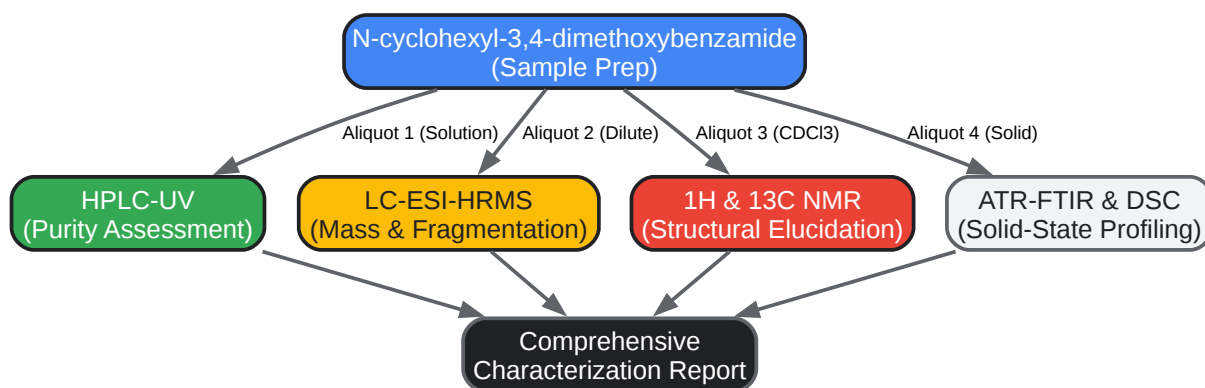 N-cyclohexyl-3,4-dimethoxybenzamide
(Sample Prep)
Aliquot 1 (Solution)
Aliquot 2 (Dilute)
Aliquot 3 (CDCl3)
Aliquot 4 (Solid)
HPLC-UV
(Purity Assessment)
LC-ESI-HRMS
(Mass & Fragmentation)
1H & 13C NMR
(Structural Elucidation)
ATR-FTIR & DSC
(Solid-State Profiling)
Comprehensive
Characterization Report